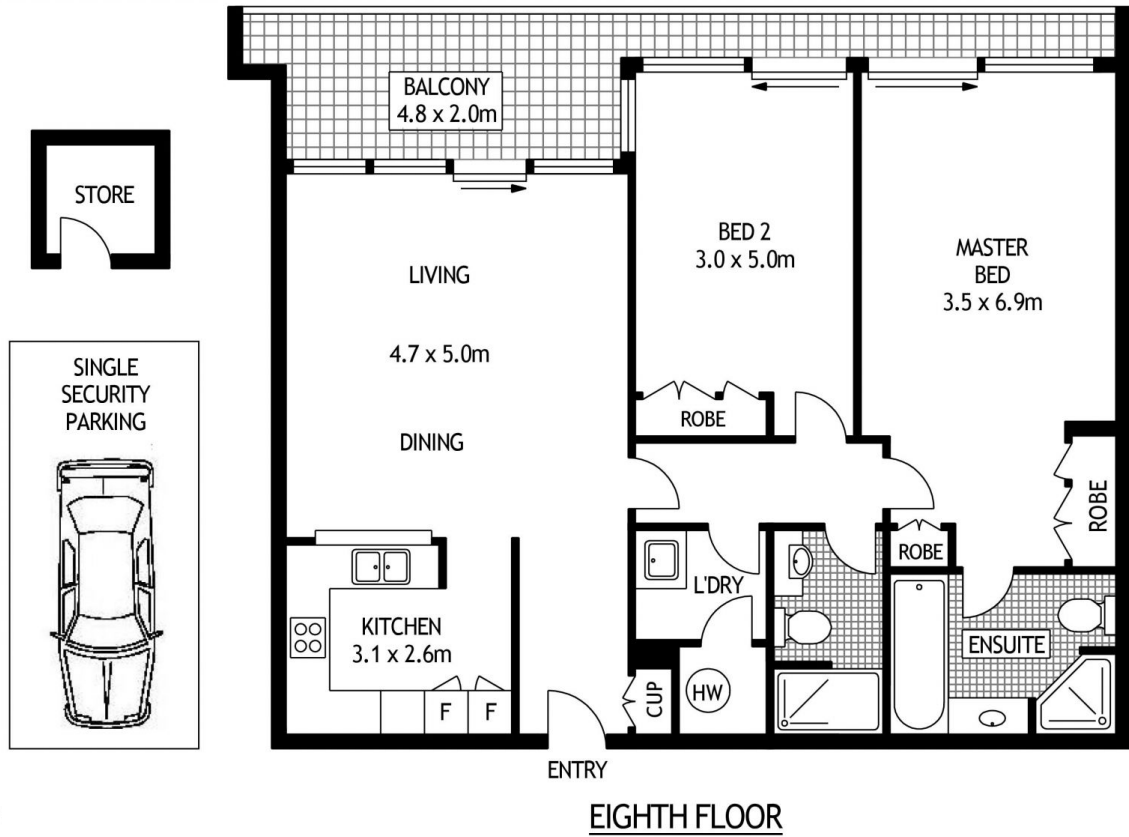 BALCONY
4.8 x 2.0m
STORE
BED 2
3.0 x 5.0m
MASTER
BED
3.5 x 6.9m
LIVING
4.7 x 5.0m
DINING
SINGLE
SECURITY
PARKING
ROBE
ROBE
ROBE
L'DRY
KITCHEN
3.1 x 2.6m
ENSUITE
F
F
CUP
HW
ENTRY
EIGHTH FLOOR